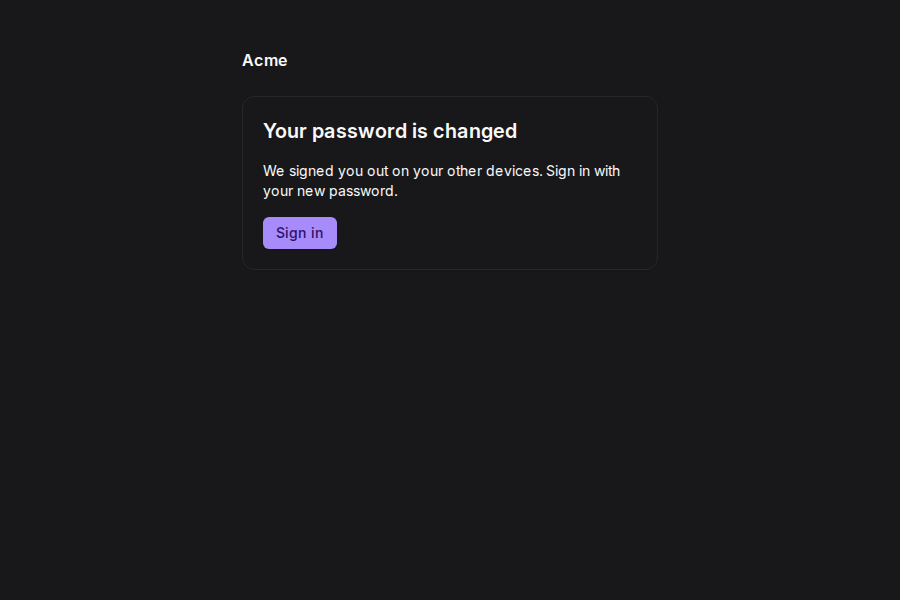 Acme
Your password is changed
We signed you out on your other devices. Sign in with
your new password.
Sign in